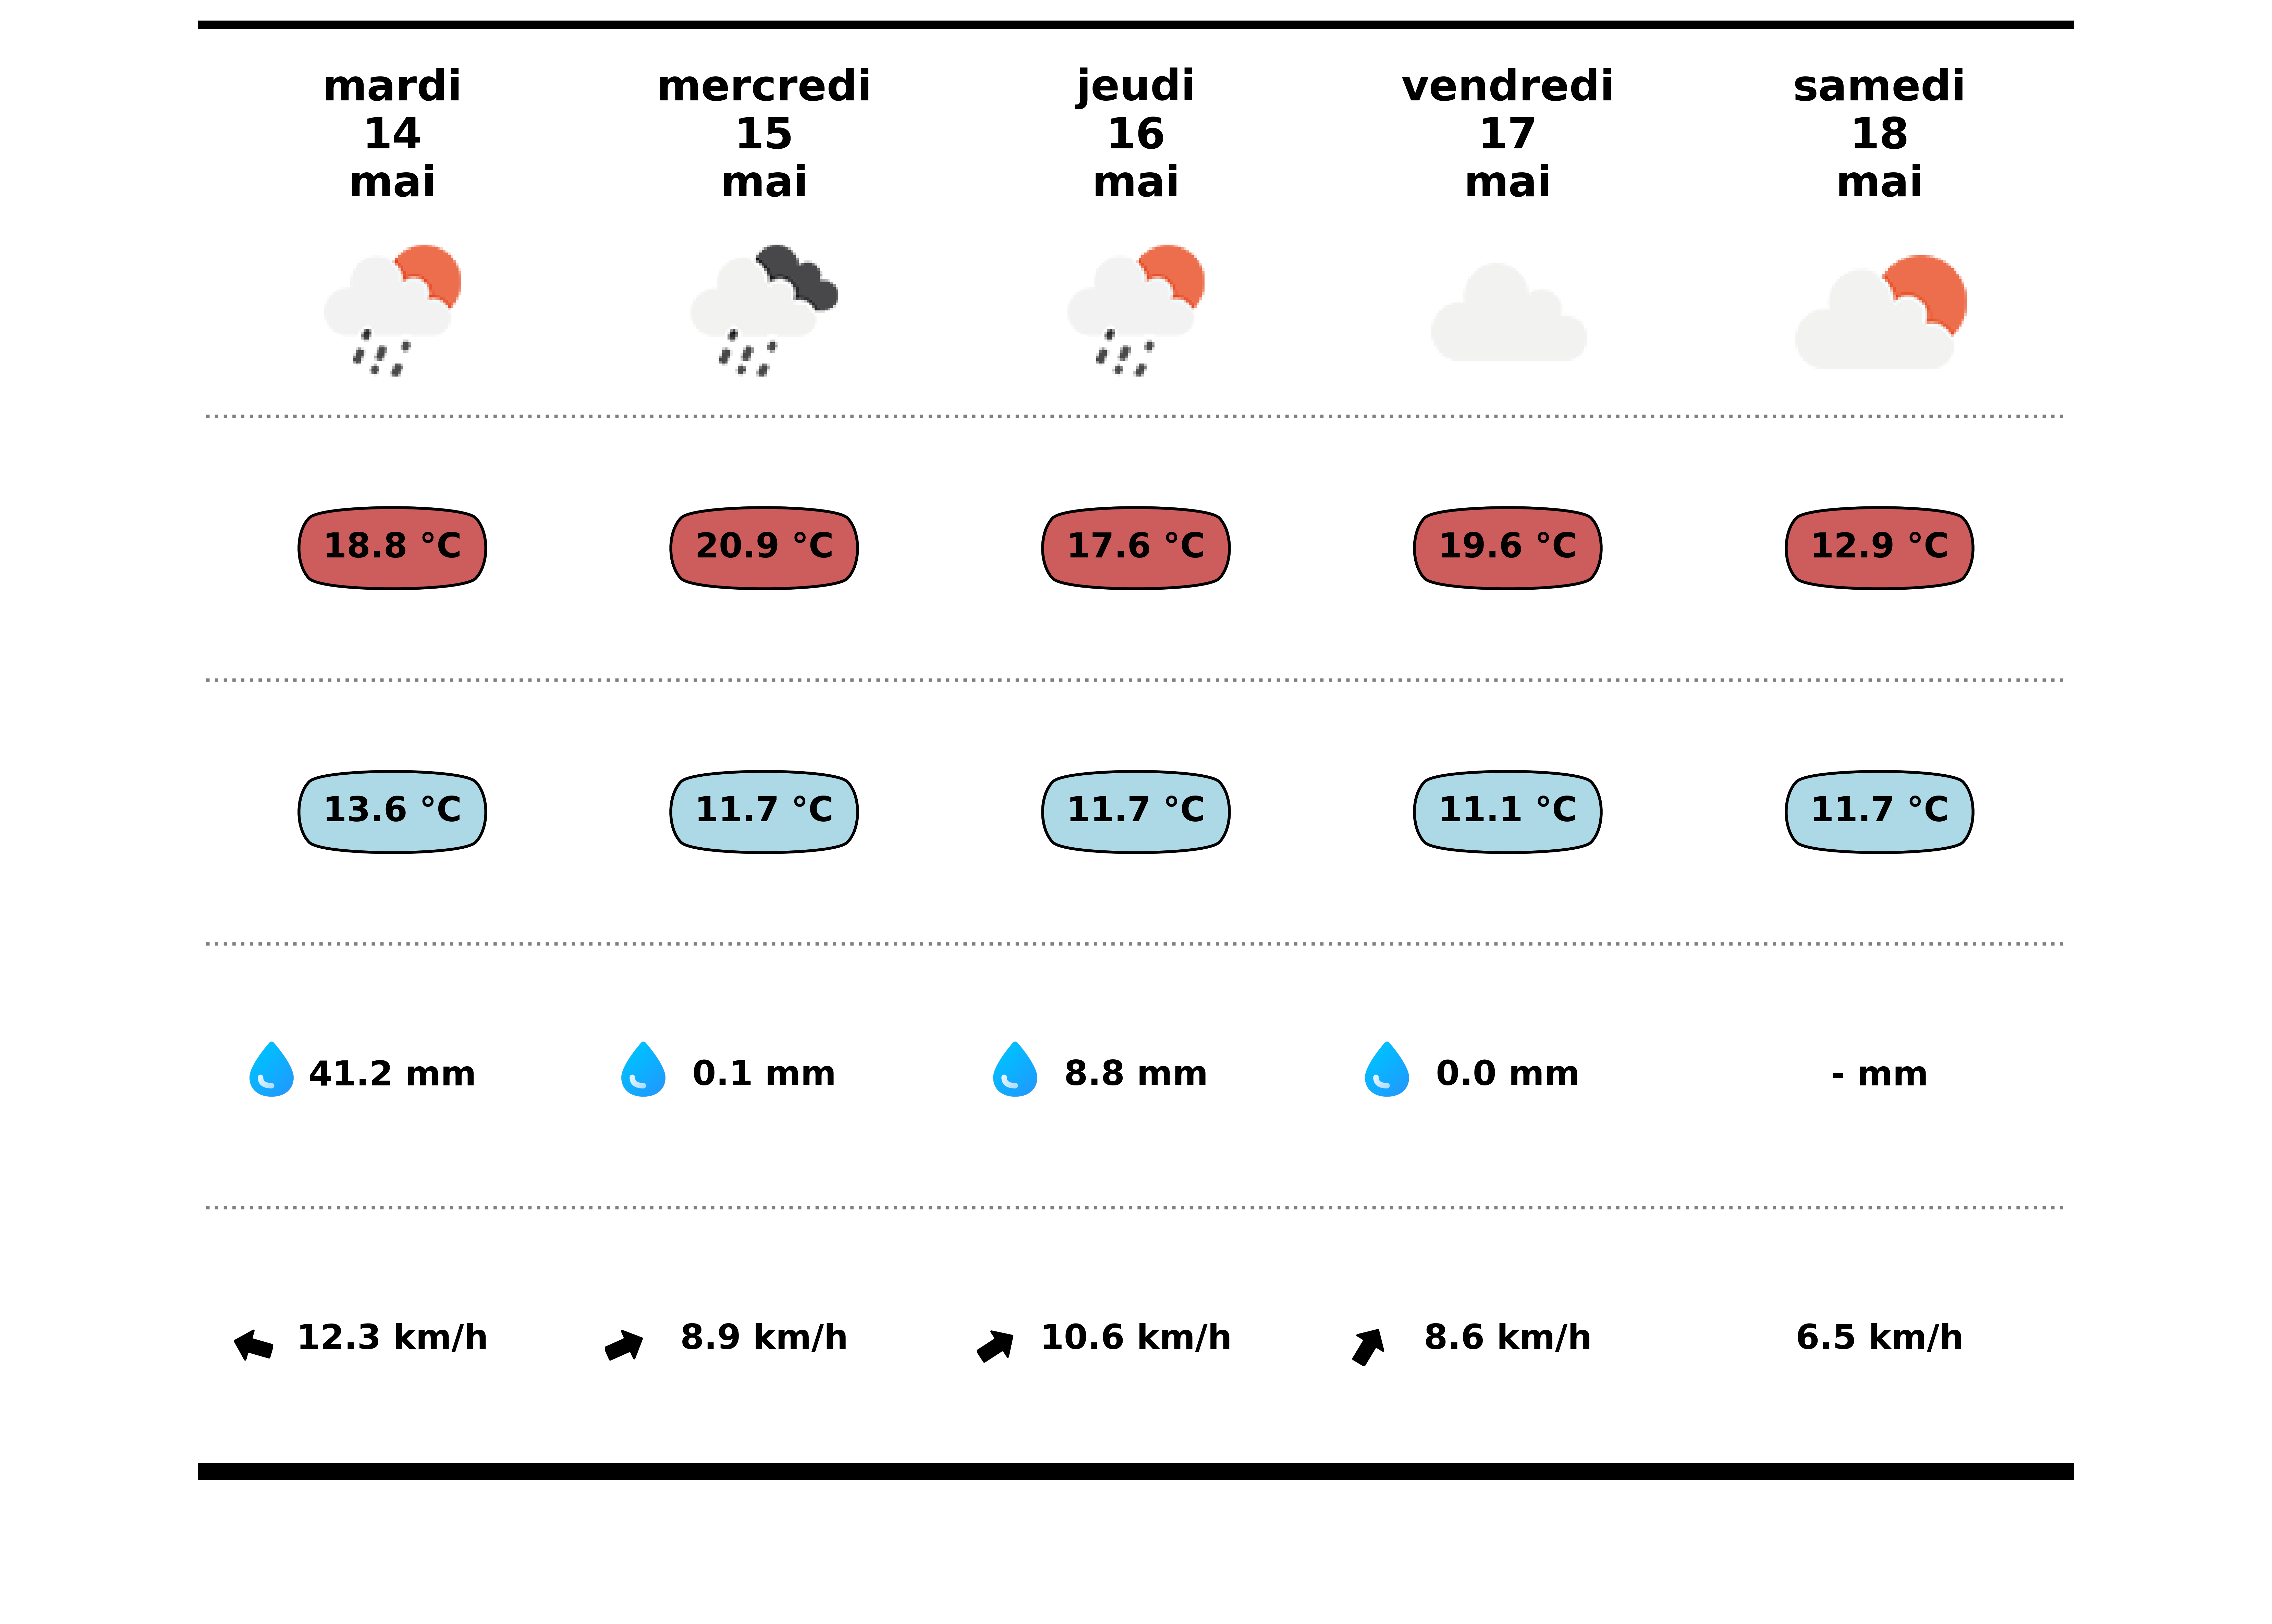 mardi mercredi jeudi vendredi samedi
14 15 16 17 18
mai mai mai mai mai
18.8 °C 20.9 °C 17.6 °C 19.6 °C 12.9 °C
13.6 °C 11.7 °C 11.7 °C 11.1 °C 11.7 °C
41.2 mm 0.1 mm 8.8 mm 0.0 mm - mm
12.3 km/h 8.9 km/h 10.6 km/h 8.6 km/h 6.5 km/h